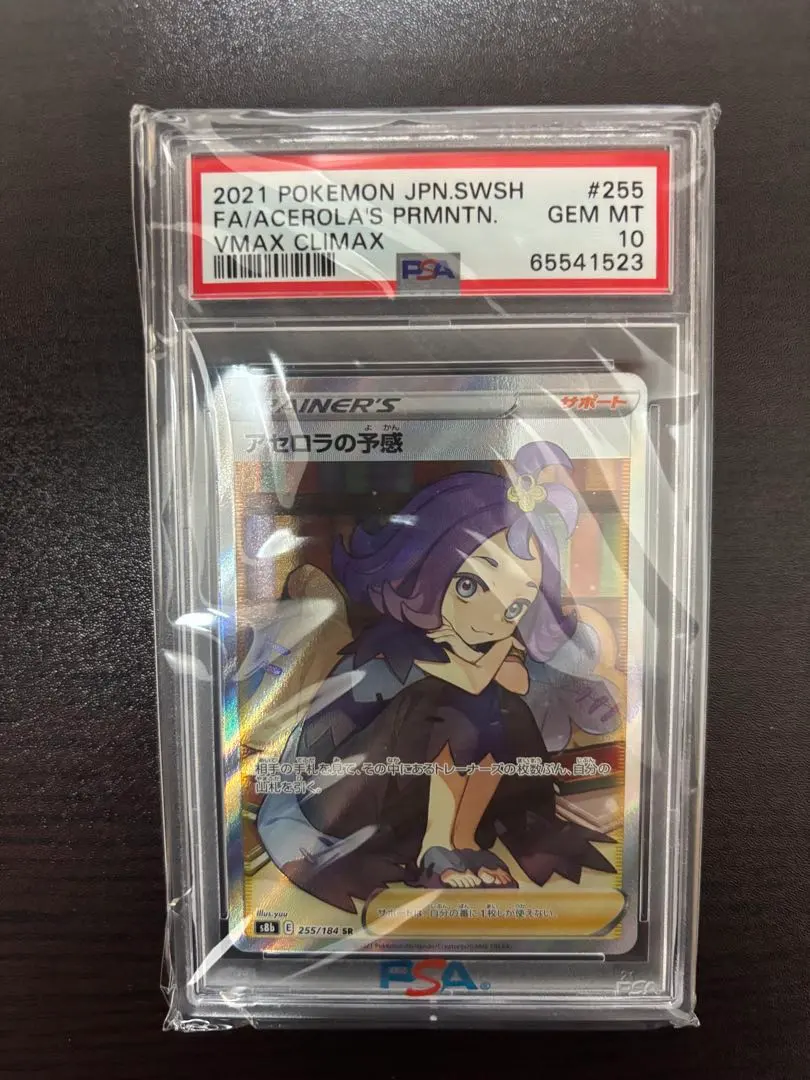 2021 POKEMON JPN.SWSH #255
FA/ACEROLA'S PRMNTN. GEM MT
VMAX CLIMAX 10
PSA 65541523
RAINER'S サポート
よ かん
アセロラの予感
相手の手札を見て、その中にあるトレーナーズの枚数ぶん、自分の
山札を引く。
サポートは、自分の番に1枚しか使えない。
illus.yuu
s8b E 255/184 SR
PSA